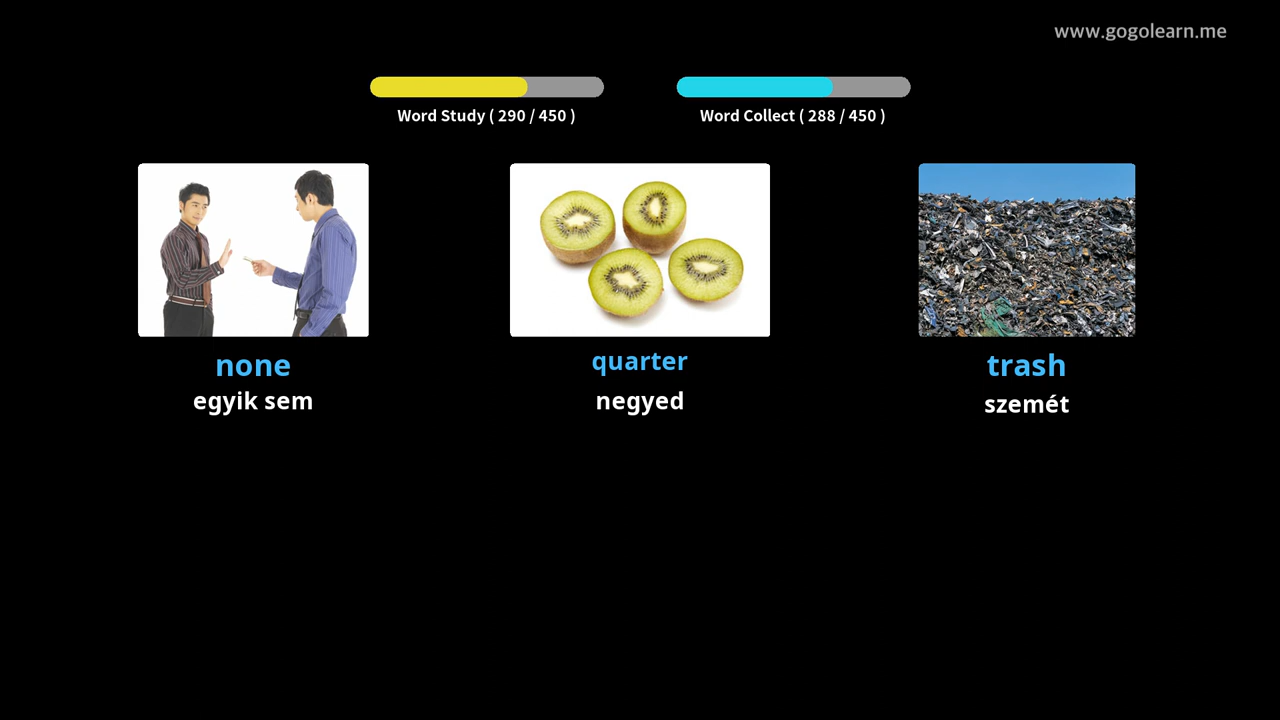 www.gogolearn.me
Word Study ( 290 / 450 )
Word Collect ( 288 / 450 )
none
egyik sem
quarter
negyed
trash
szemét